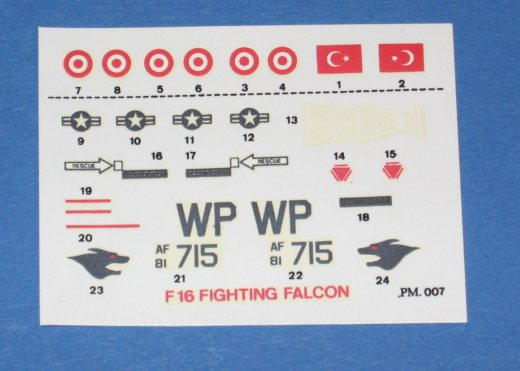 7 8 5 6 3 4 1 2
9 10 11 12 13
RESCUE 16 17 RESCUE 14 15
19
18
WP WP
20
AF 81 715 AF 81 715
23 21 22 24
F16 FIGHTING FALCON PM. 007